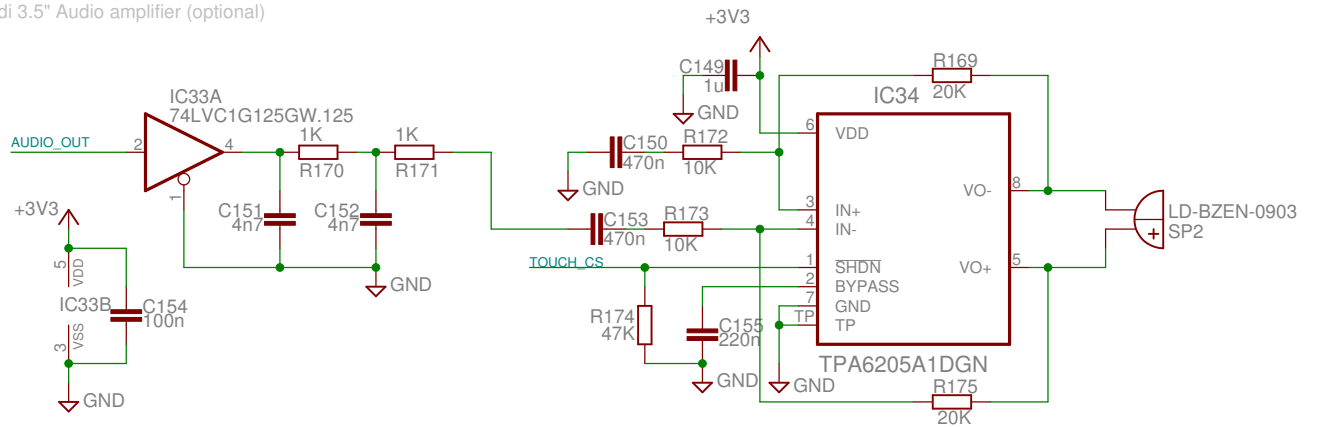 di 3.5" Audio amplifier (optional)
+3V3
IC33A
74LVC1G125GW.125
AUDIO_OUT
2
4
1
1K
R170
1K
R171
C151
4n7
C152
4n7
GND
+3V3
5
VDD
IC33B
C154
100n
3
VSS
GND
C149
1u
GND
R169
20K
IC34
C150
470n
R172
10K
GND
C153
470n
R173
10K
TOUCH_CS
R174
47K
C155
220n
GND
GND
6
VDD
3
IN+
4
IN-
1
SHDN
2
BYPASS
7
GND
TP
TP
VO-
8
VO+
5
TPA6205A1DGN
R175
20K
LD-BZEN-0903
SP2